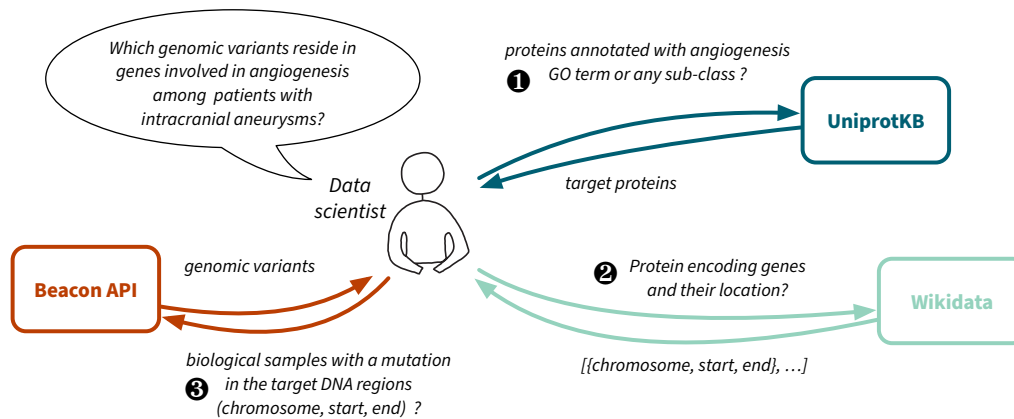 Which genomic variants reside in
genes involved in angiogenesis
among patients with
intracranial aneurysms?
proteins annotated with angiogenesis
❶ GO term or any sub-class ?
UniprotKB
target proteins
Data
scientist
genomic variants
Beacon API
❷ Protein encoding genes
and their location?
Wikidata
[{chromosome, start, end}, …]
biological samples with a mutation
❸ in the target DNA regions
(chromosome, start, end) ?